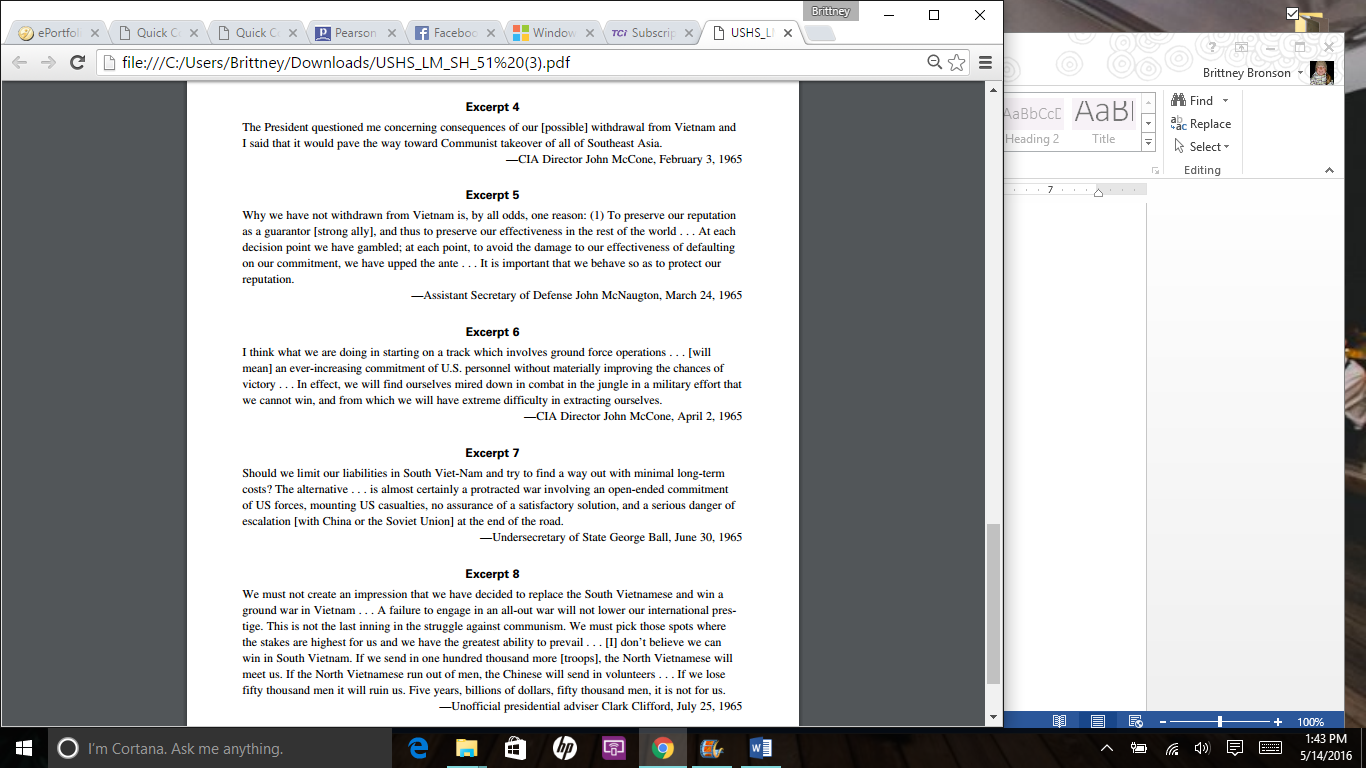 Brittney
ePortfol
Quick C
Quick C
Pearson
Faceboo
Window
TCi Subscrip
USHS_LM
file:///C:/Users/Brittney/Downloads/USHS_LM_SH_51%20(3).pdf
Excerpt 4
The President questioned me concerning consequences of our [possible] withdrawal from Vietnam and
I said that it would pave the way toward Communist takeover of all of Southeast Asia.
—CIA Director John McCone, February 3, 1965
Excerpt 5
Why we have not withdrawn from Vietnam is, by all odds, one reason: (1) To preserve our reputation
as a guarantor [strong ally], and thus to preserve our effectiveness in the rest of the world . . . At each
decision point we have gambled; at each point, to avoid the damage to our effectiveness of defaulting
on our commitment, we have upped the ante . . . It is important that we behave so as to protect our
reputation.
—Assistant Secretary of Defense John McNaugton, March 24, 1965
Excerpt 6
I think what we are doing in starting on a track which involves ground force operations . . . [will
mean] an ever-increasing commitment of U.S. personnel without materially improving the chances of
victory . . . In effect, we will find ourselves mired down in combat in the jungle in a military effort that
we cannot win, and from which we will have extreme difficulty in extracting ourselves.
—CIA Director John McCone, April 2, 1965
Excerpt 7
Should we limit our liabilities in South Viet-Nam and try to find a way out with minimal long-term
costs? The alternative . . . is almost certainly a protracted war involving an open-ended commitment
of US forces, mounting US casualties, no assurance of a satisfactory solution, and a serious danger of
escalation [with China or the Soviet Union] at the end of the road.
—Undersecretary of State George Ball, June 30, 1965
Excerpt 8
We must not create an impression that we have decided to replace the South Vietnamese and win a
ground war in Vietnam . . . A failure to engage in an all-out war will not lower our international pres-
tige. This is not the last inning in the struggle against communism. We must pick those spots where
the stakes are highest for us and we have the greatest ability to prevail . . . [I] don't believe we can
win in South Vietnam. If we send in one hundred thousand more [troops], the North Vietnamese will
meet us. If the North Vietnamese run out of men, the Chinese will send in volunteers . . . If we lose
fifty thousand men it will ruin us. Five years, billions of dollars, fifty thousand men, it is not for us.
—Unofficial presidential adviser Clark Clifford, July 25, 1965
Brittney Bronson
AaBbCcD
Heading 2
AaBl
Title
Find
Replace
Select
Editing
7
100%
I'm Cortana. Ask me anything.
1:43 PM
5/14/2016